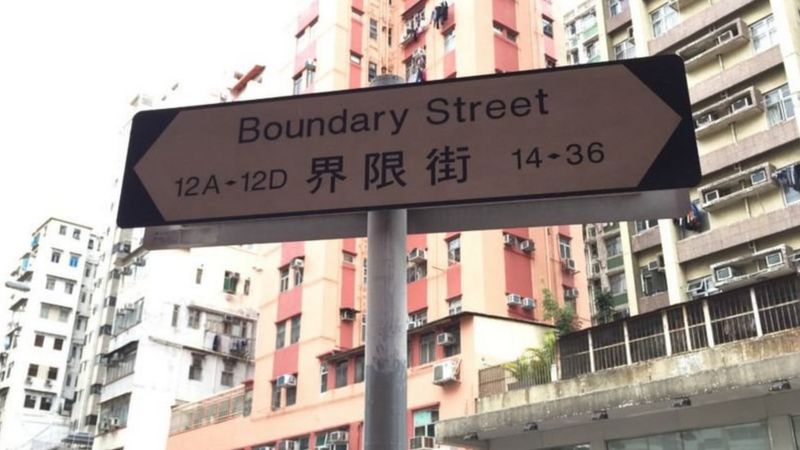 Boundary Street
12A-12D 界限街 14-36